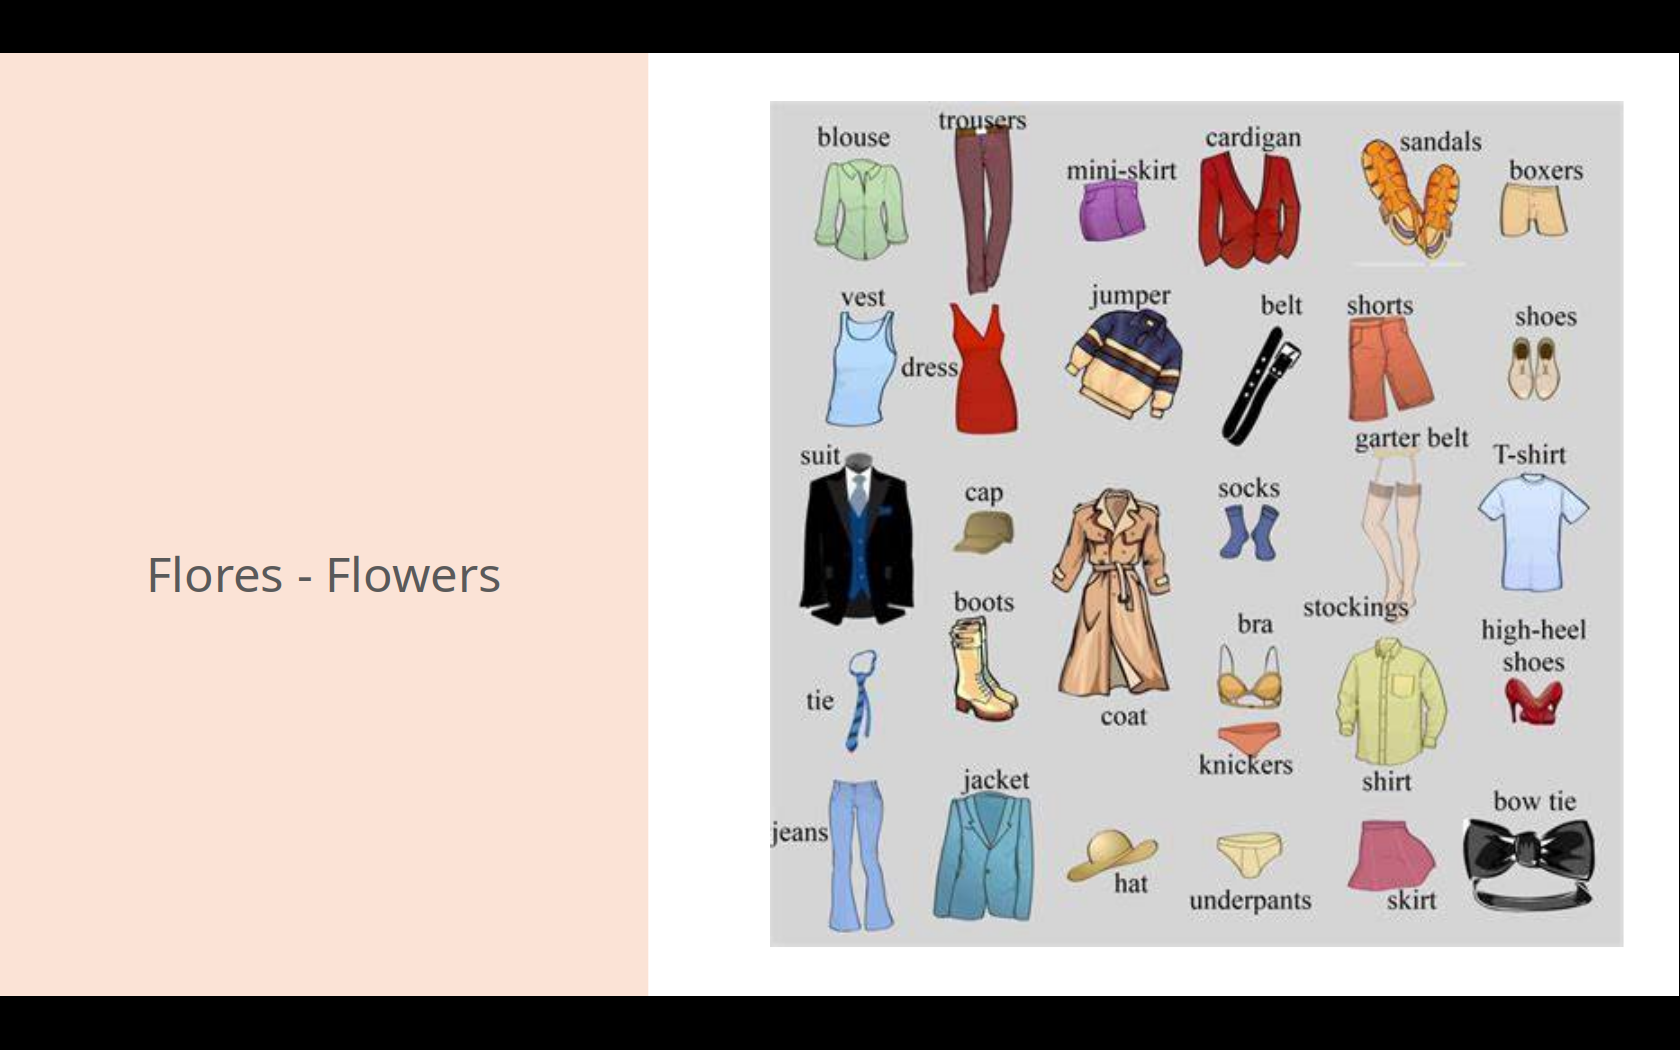 Flores - Flowers
blouse
trousers
mini-skirt
cardigan
sandals
boxers
vest
dress
jumper
belt
shorts
shoes
suit
cap
coat
socks
garter belt
stockings
T-shirt
boots
bra
knickers
shirt
high-heel
shoes
tie
jeans
jacket
hat
underpants
skirt
bow tie